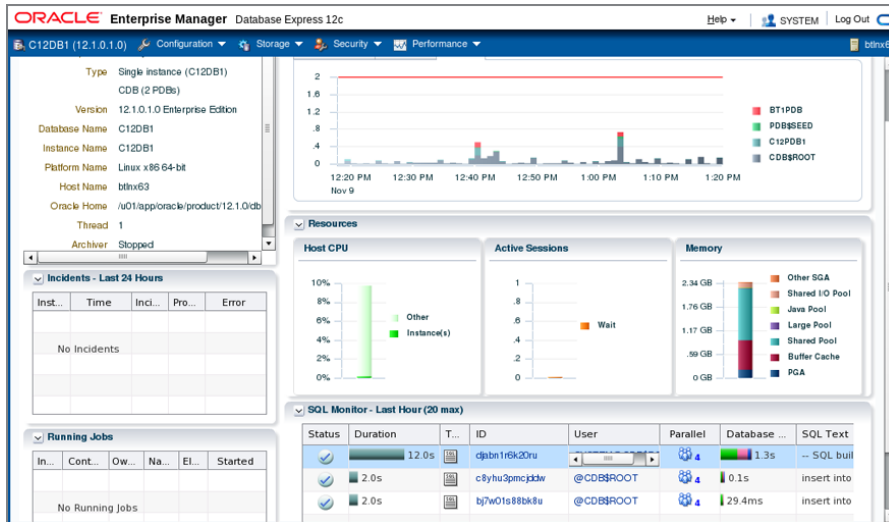 ORACLE Enterprise Manager Database Express 12c
Help SYSTEM Log Out
C12DB1 (12.1.0.1.0) Configuration Storage Security Performance btlnx6
Type Single instance (C12DB1)
CDB (2 PDBs)
Version 12.1.0.1.0 Enterprise Edition
Database Name C12DB1
Instance Name C12DB1
Platform Name Linux x86 64-bit
Host Name btlnx63
Oracle Home /u01/app/oracle/product/12.1.0/db
Thread 1
Archiver Stopped
2
1.6
1.2
.8
.4
0
12:20 PM 12:30 PM 12:40 PM 12:50 PM 1:00 PM 1:10 PM 1:20 PM
Nov 9
BT1PDB
PDB$SEED
C12PDB1
CDB$ROOT
Resources
Host CPU
10%
8%
6%
4%
2%
0%
Other
Instance(s)
Active Sessions
1
.8
.6
.4
.2
0
Wait
Memory
2.34 GB
1.76 GB
1.17 GB
.59 GB
0 GB
Other SGA
Shared I/O Pool
Java Pool
Large Pool
Shared Pool
Buffer Cache
PGA
Incidents - Last 24 Hours
Inst... Time Inci... Pro... Error
No Incidents
Running Jobs
In... Cont... Ow... Na... El... Started
No Running Jobs
SQL Monitor - Last Hour (20 max)
Status Duration T... ID User Parallel Database ... SQL Text
12.0s djabn1r6k20ru 4 1.3s -- SQL buil
2.0s c8yhu3pmcjddw @CDB$ROOT 4 0.1s insert into
2.0s bj7w01s88bk8u @CDB$ROOT 4 29.4ms insert into